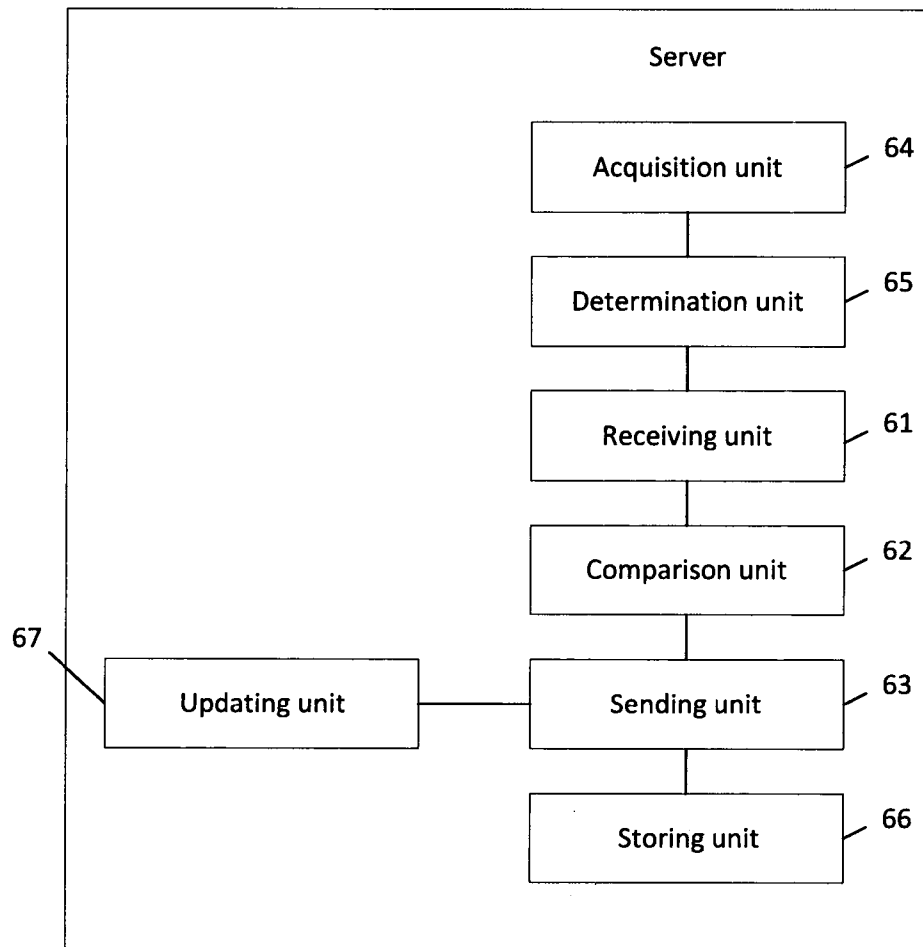 Server
Acquisition unit
64
Determination unit
65
Receiving unit
61
Comparison unit
62
67
Updating unit
Sending unit
63
Storing unit
66